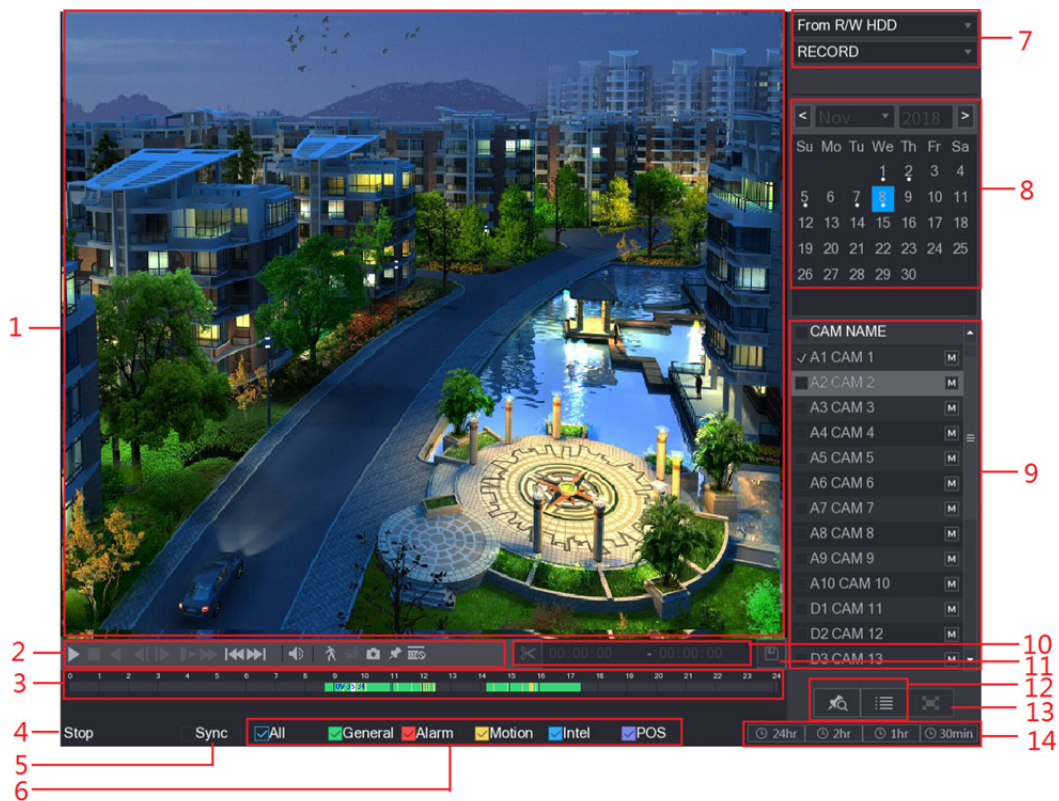 From R/W HDD
RECORD
7
< Nov 2018 >
Su Mo Tu We Th Fr Sa
1 2 3 4
5 6 7 8 9 10 11
12 13 14 15 16 17 18
19 20 21 22 23 24 25
26 27 28 29 30
8
1
CAM NAME
A1 CAM 1 M
A2 CAM 2 M
A3 CAM 3 M
A4 CAM 4 M
A5 CAM 5 M
A6 CAM 6 M
A7 CAM 7 M
A8 CAM 8 M
A9 CAM 9 M
A10 CAM 10 M
D1 CAM 11 M
D2 CAM 12 M
D3 CAM 13 M
9
2
00:00:00 - 00:00:00
10
11
3
0 1 2 3 4 5 6 7 8 9 10 11 12 13 14 15 16 17 18 19 20 21 22 23 24
09:35:34
12
13
4
Stop Sync All General Alarm Motion Intel POS
24hr 2hr 1hr 30min
14
5
6